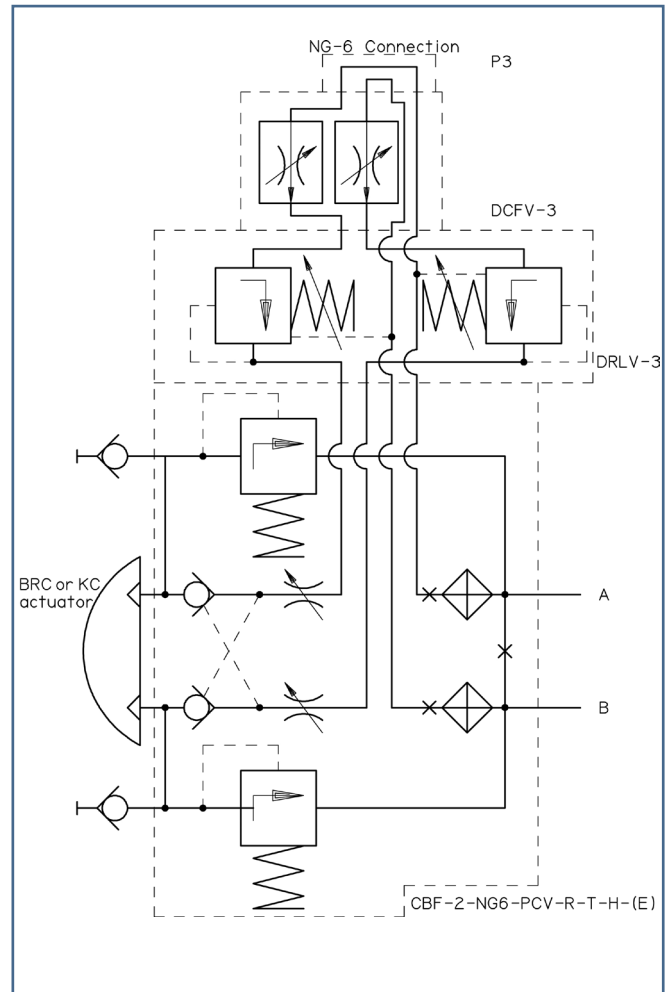 NG-6 Connection
P3
DCFV-3
DRLV-3
BRC or KC
actuator
A
B
CBF-2-NG6-PCV-R-T-H-(E)